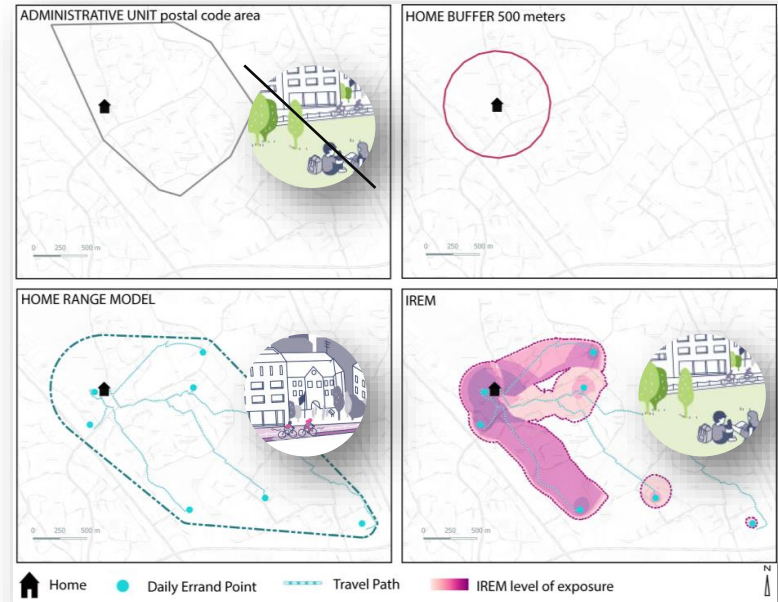 ADMINISTRATIVE UNIT postal code area
0 250 500 m
HOME BUFFER 500 meters
0 250 500 m
HOME RANGE MODEL
0 250 500 m
IREM
0 250 500 m
Home
Daily Errand Point
Travel Path
IREM level of exposure
N